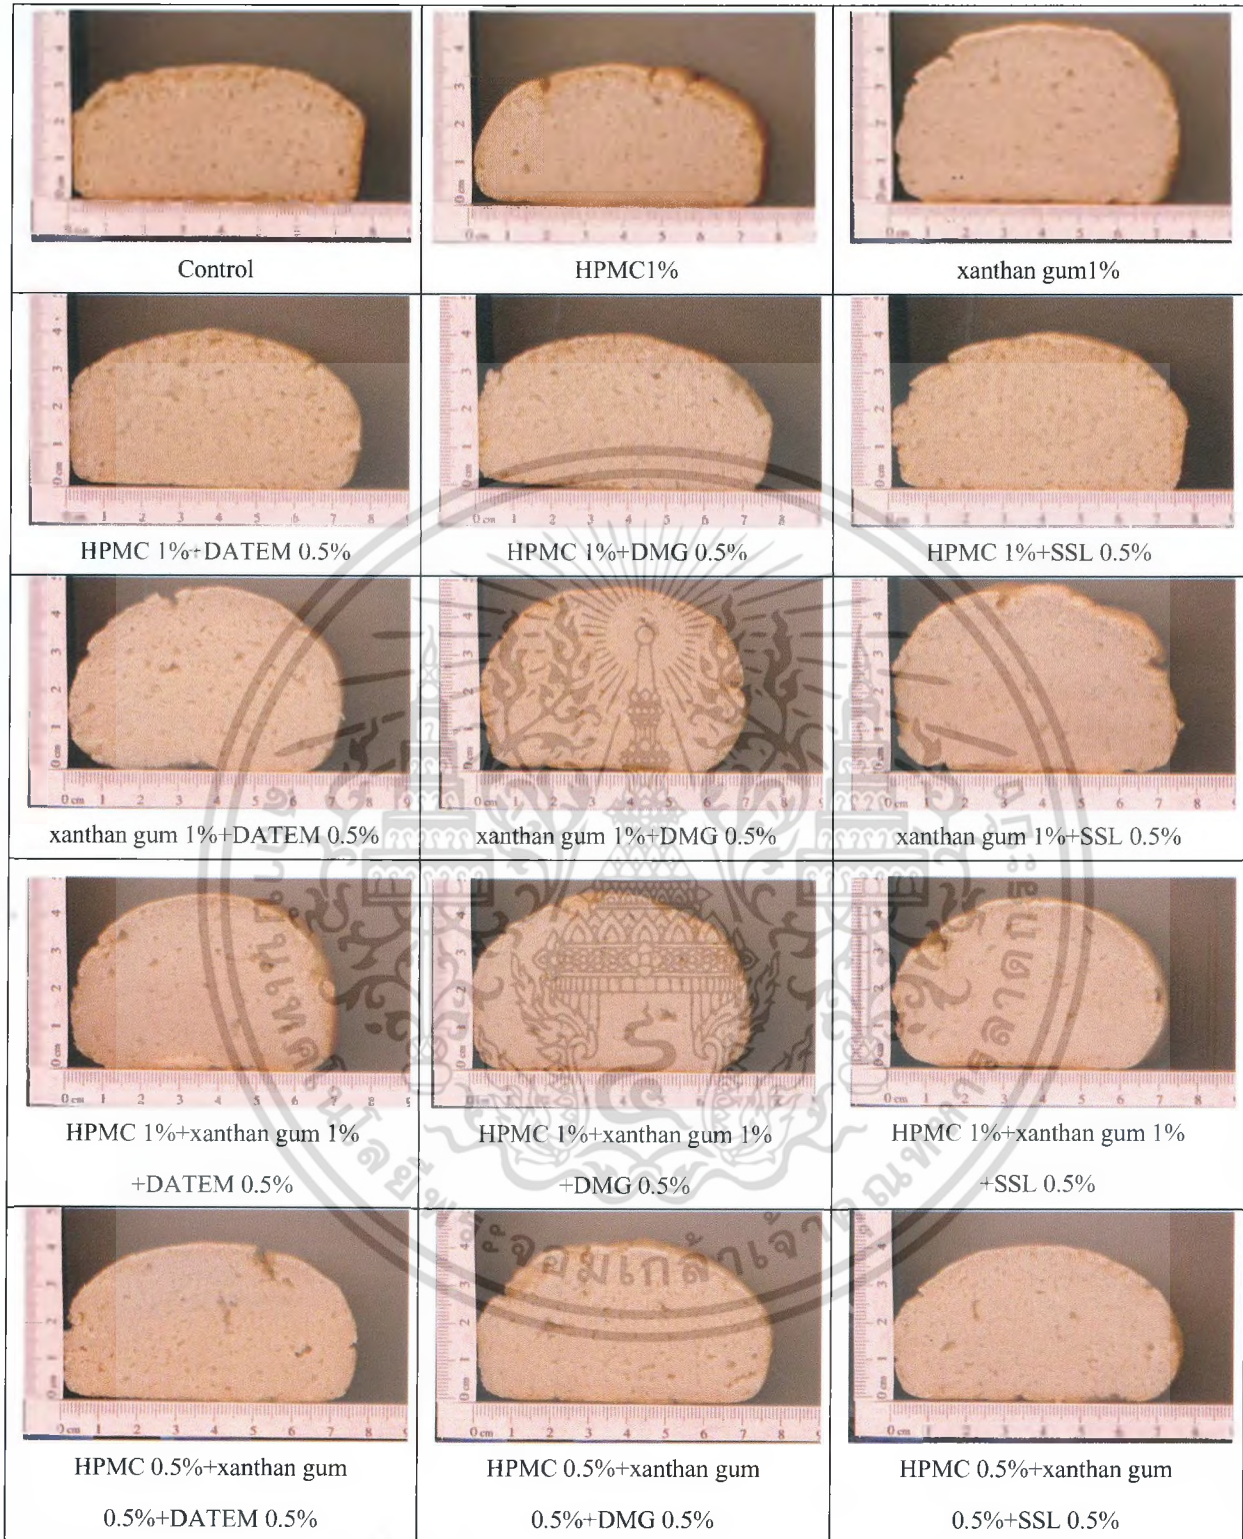 Control
HPMC1%
xanthan gum1%
HPMC 1%+DATEM 0.5%
HPMC 1%+DMG 0.5%
HPMC 1%+SSL 0.5%
xanthan gum 1%+DATEM 0.5%
xanthan gum 1%+DMG 0.5%
xanthan gum 1%+SSL 0.5%
HPMC 1%+xanthan gum 1%
+DATEM 0.5%
HPMC 1%+xanthan gum 1%
+DMG 0.5%
HPMC 1%+xanthan gum 1%
+SSL 0.5%
HPMC 0.5%+xanthan gum
0.5%+DATEM 0.5%
HPMC 0.5%+xanthan gum
0.5%+DMG 0.5%
HPMC 0.5%+xanthan gum
0.5%+SSL 0.5%